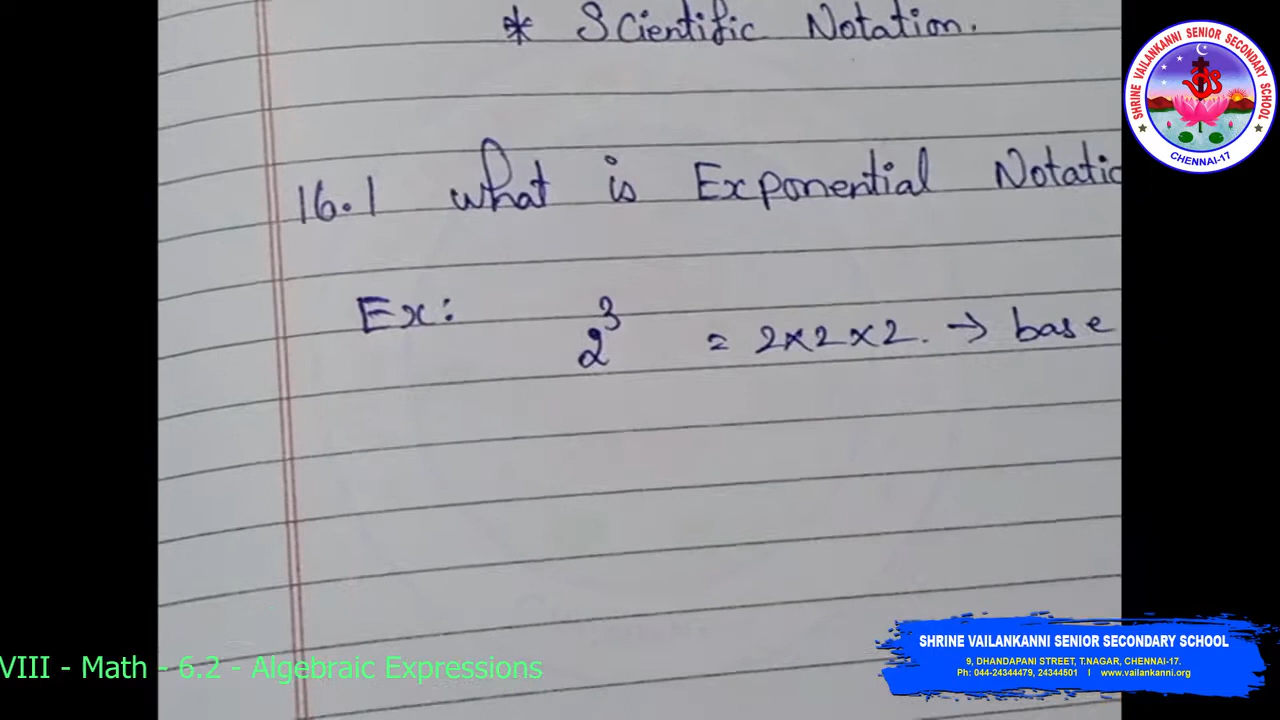 * Scientific Notation.
16.1 what is Exponential Notatio
Ex: 2³ = 2×2×2. → base
SHRINE VAILANKANNI SENIOR SECONDARY SCHOOL
CHENNAI-17
VIII - Math - 6.2 - Algebraic Expressions
SHRINE VAILANKANNI SENIOR SECONDARY SCHOOL
9, DHANDAPANI STREET, T.NAGAR, CHENNAI-17.
Ph: 044-24344479, 24344501 | www.vailankanni.org